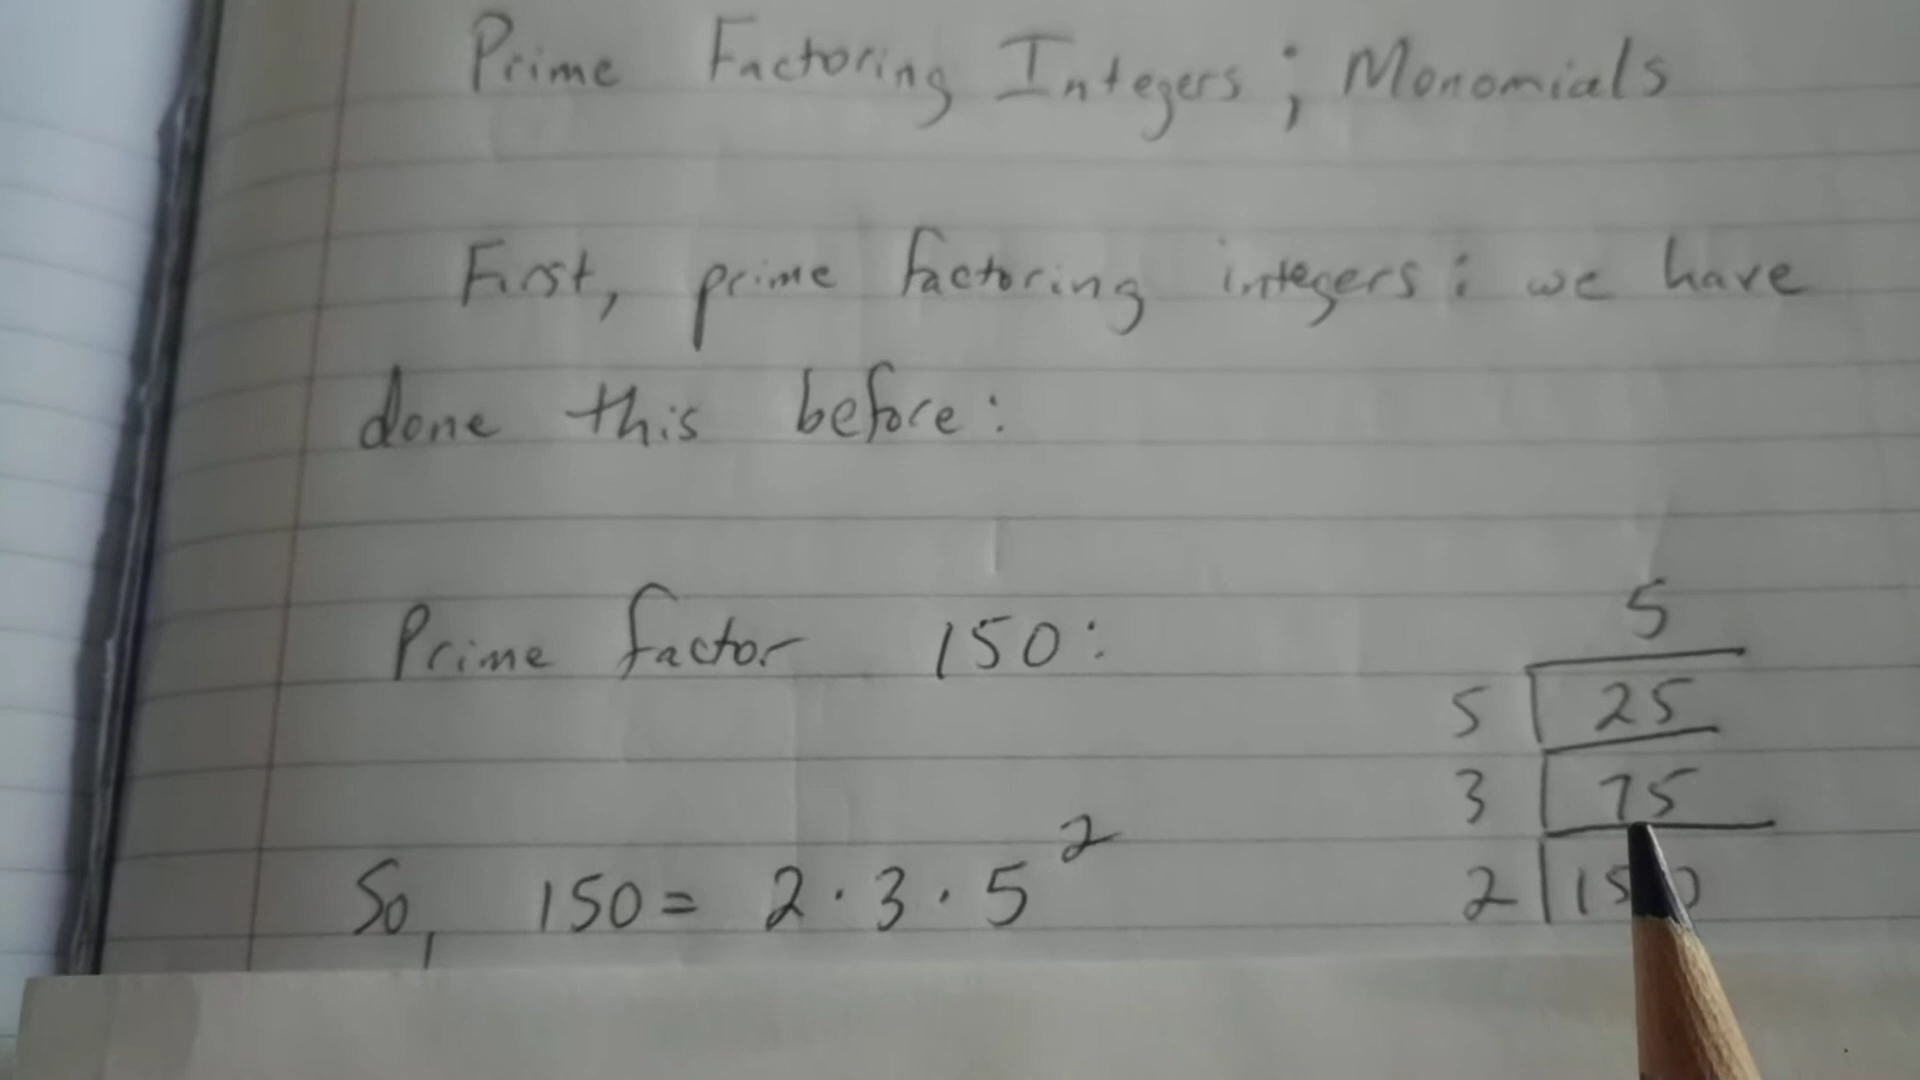 Prime Factoring Integers; Monomials
First, prime factoring integers: we have
done this before:
Prime factor 150:
5
5 25
3 75
So, 150 = 2 · 3 · 5²
2 150